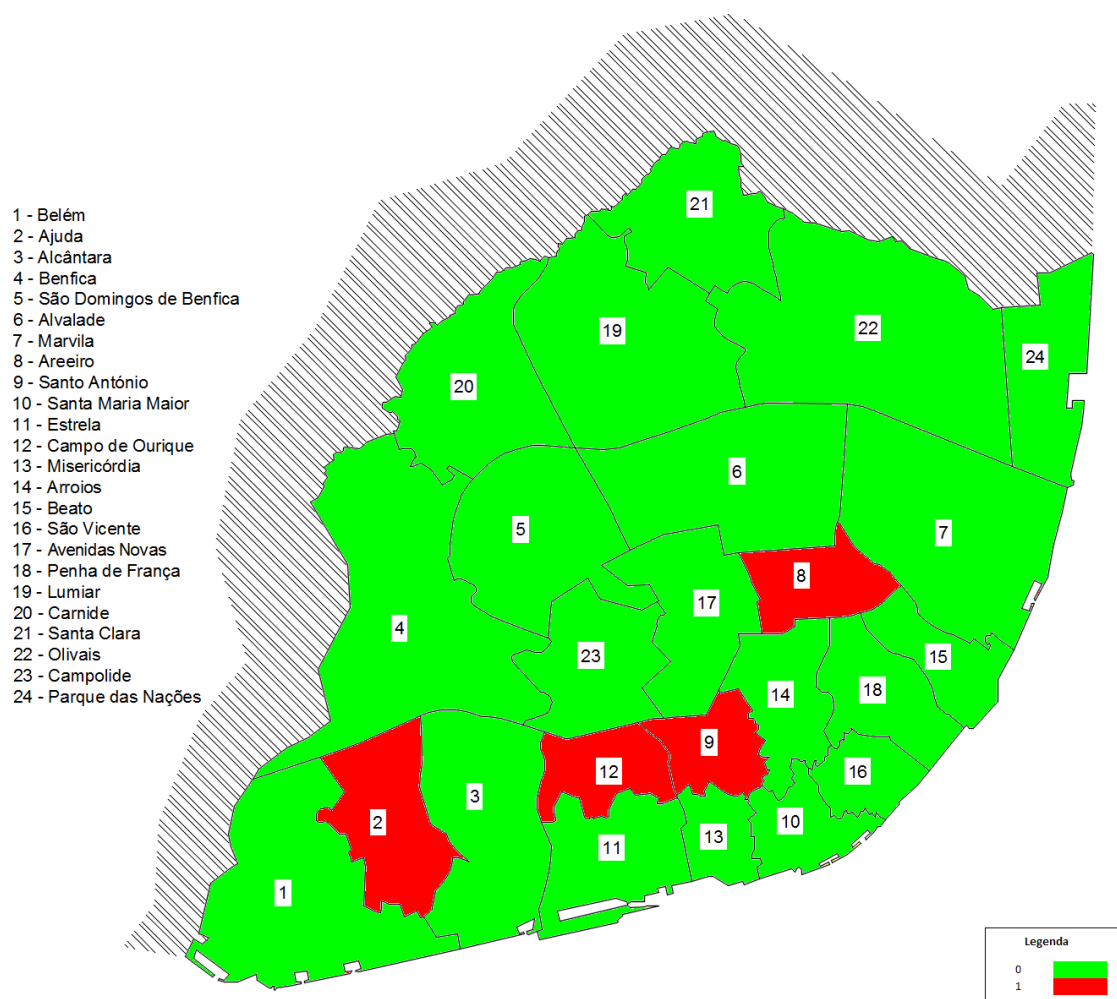 1 - Belém
2 - Ajuda
3 - Alcântara
4 - Benfica
5 - São Domingos de Benfica
6 - Alvalade
7 - Marvila
8 - Areeiro
9 - Santo António
10 - Santa Maria Maior
11 - Estrela
12 - Campo de Ourique
13 - Misericórdia
14 - Arroios
15 - Beato
16 - São Vicente
17 - Avenidas Novas
18 - Penha de França
19 - Lumiar
20 - Carnide
21 - Santa Clara
22 - Olivais
23 - Campolide
24 - Parque das Nações
21
19
22
24
20
6
5
7
8
17
4
23
15
18
14
9
12
16
3
2
10
13
11
1
Legenda
0
1